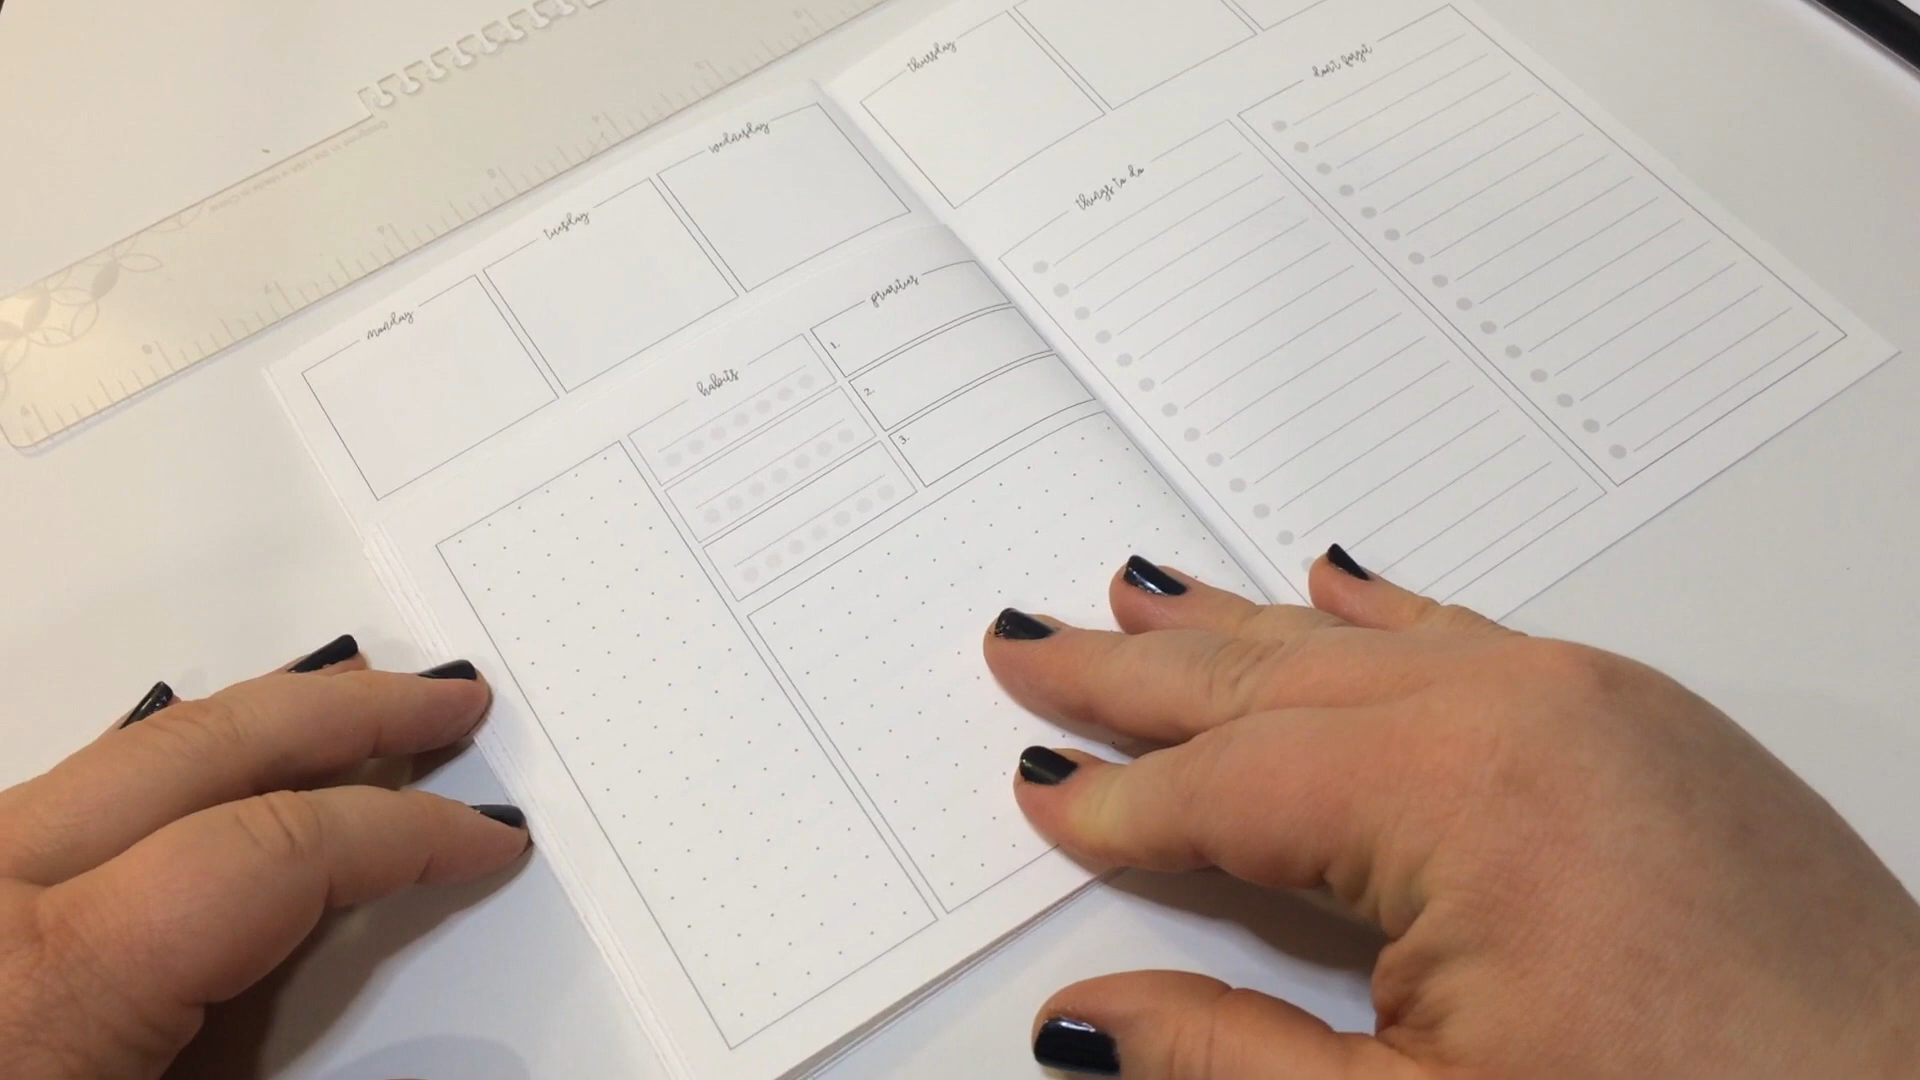 monday
tuesday
wednesday
habits
priorities
1.
2.
3.
thursday
things to do
don't forget